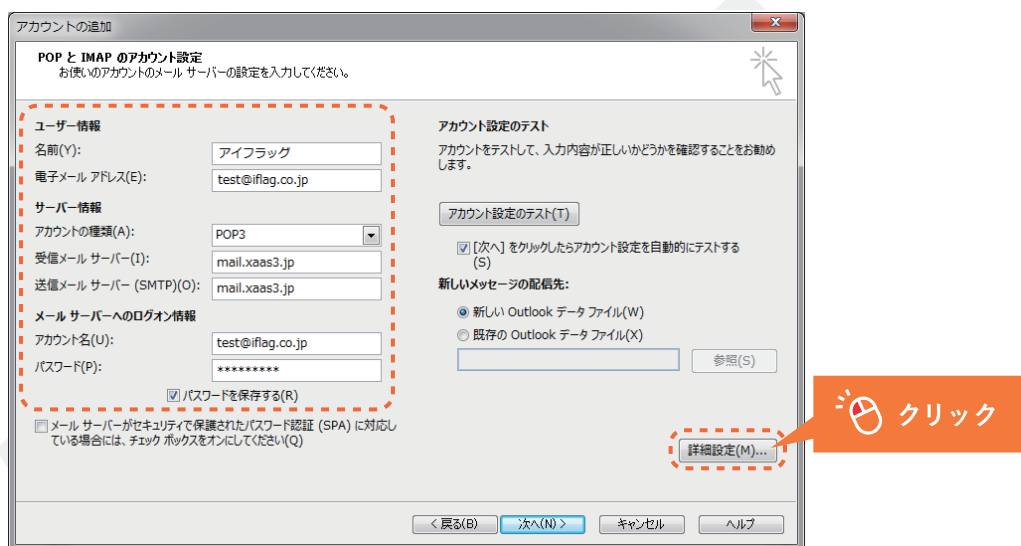 アカウントの追加
POP と IMAP のアカウント設定
お使いのアカウントのメール サーバーの設定を入力してください。
ユーザー情報
名前(Y):
アイフラッグ
電子メール アドレス(E):
test@iflag.co.jp
サーバー情報
アカウントの種類(A):
POP3
受信メール サーバー(I):
mail.xaas3.jp
送信メール サーバー (SMTP)(O):
mail.xaas3.jp
メール サーバーへのログオン情報
アカウント名(U):
test@iflag.co.jp
パスワード(P):
*********
パスワードを保存する(R)
メール サーバーがセキュリティで保護されたパスワード認証 (SPA) に対応し
ている場合には、チェック ボックスをオンにしてください(Q)
アカウント設定のテスト
アカウントをテストして、入力内容が正しいかどうかを確認することをお勧め
します。
アカウント設定のテスト(T)
[次へ] をクリックしたらアカウント設定を自動的にテストする
(S)
新しいメッセージの配信先:
新しい Outlook データ ファイル(W)
既存の Outlook データ ファイル(X)
参照(S)
クリック
詳細設定(M)...
< 戻る(B)
次へ(N) >
キャンセル
ヘルプ